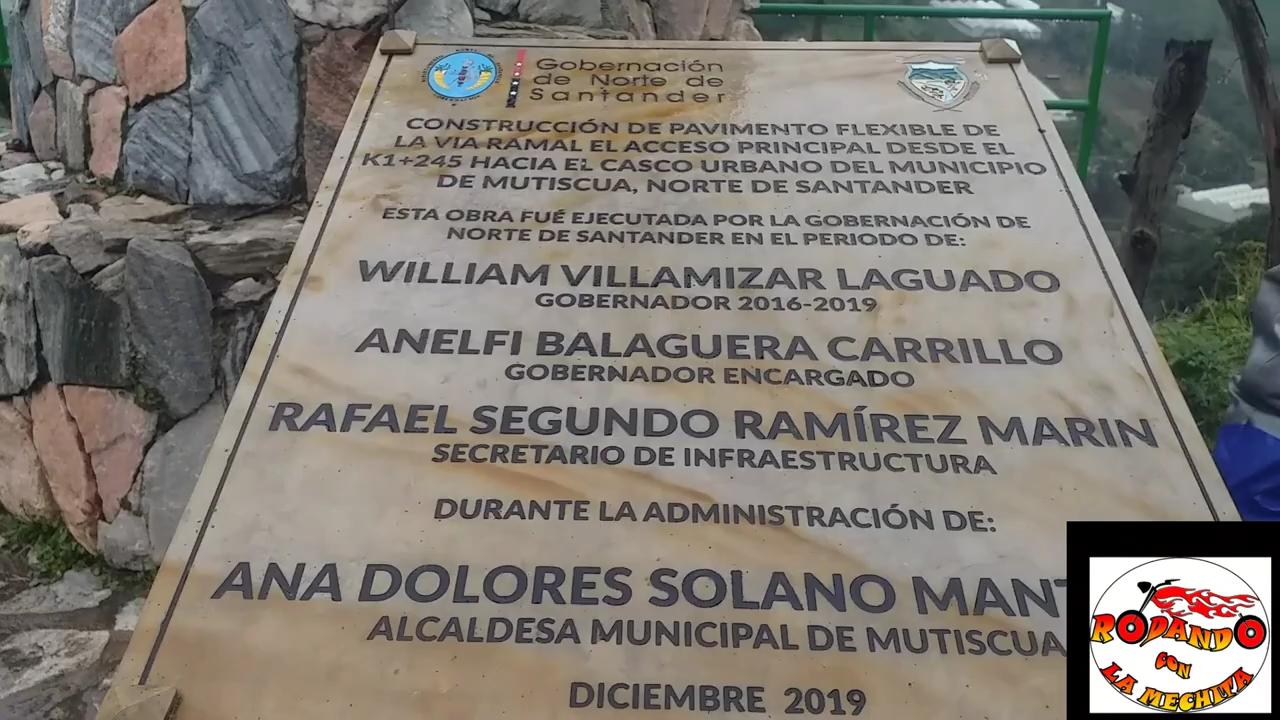 Gobernación
de Norte de
Santander
CONSTRUCCIÓN DE PAVIMENTO FLEXIBLE DE
LA VIA RAMAL EL ACCESO PRINCIPAL DESDE EL
K1+245 HACIA EL CASCO URBANO DEL MUNICIPIO
DE MUTISCUA, NORTE DE SANTANDER
ESTA OBRA FUÉ EJECUTADA POR LA GOBERNACIÓN DE
NORTE DE SANTANDER EN EL PERIODO DE:
WILLIAM VILLAMIZAR LAGUADO
GOBERNADOR 2016-2019
ANELFI BALAGUERA CARRILLO
GOBERNADOR ENCARGADO
RAFAEL SEGUNDO RAMÍREZ MARIN
SECRETARIO DE INFRAESTRUCTURA
DURANTE LA ADMINISTRACIÓN DE:
ANA DOLORES SOLANO
ALCALDESA MUNICIPAL DE MUTISCUA
DICIEMBRE 2019
RODANDO
CON
LA MECHITA